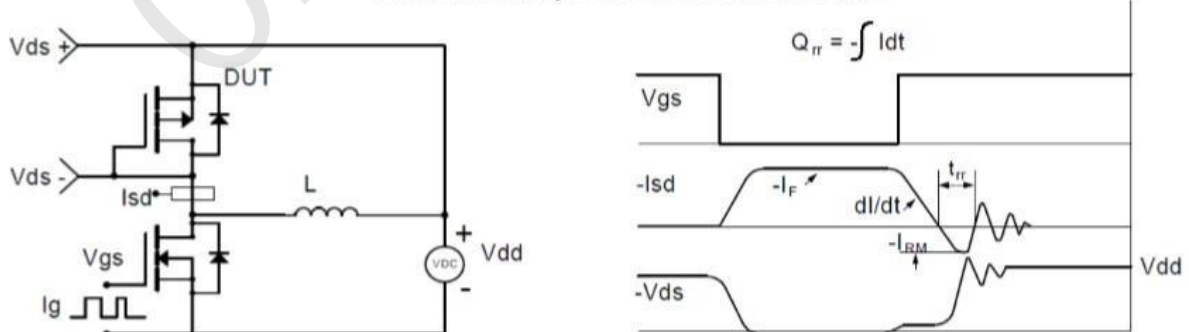 Vds +
DUT
Vds -
Isd
L
Vgs
Ig
+
VDC
-
Vdd
Qrr = -∫ Idt
Vgs
-Isd
-IF
dI/dt
trr
-IRM
Vdd
-Vds